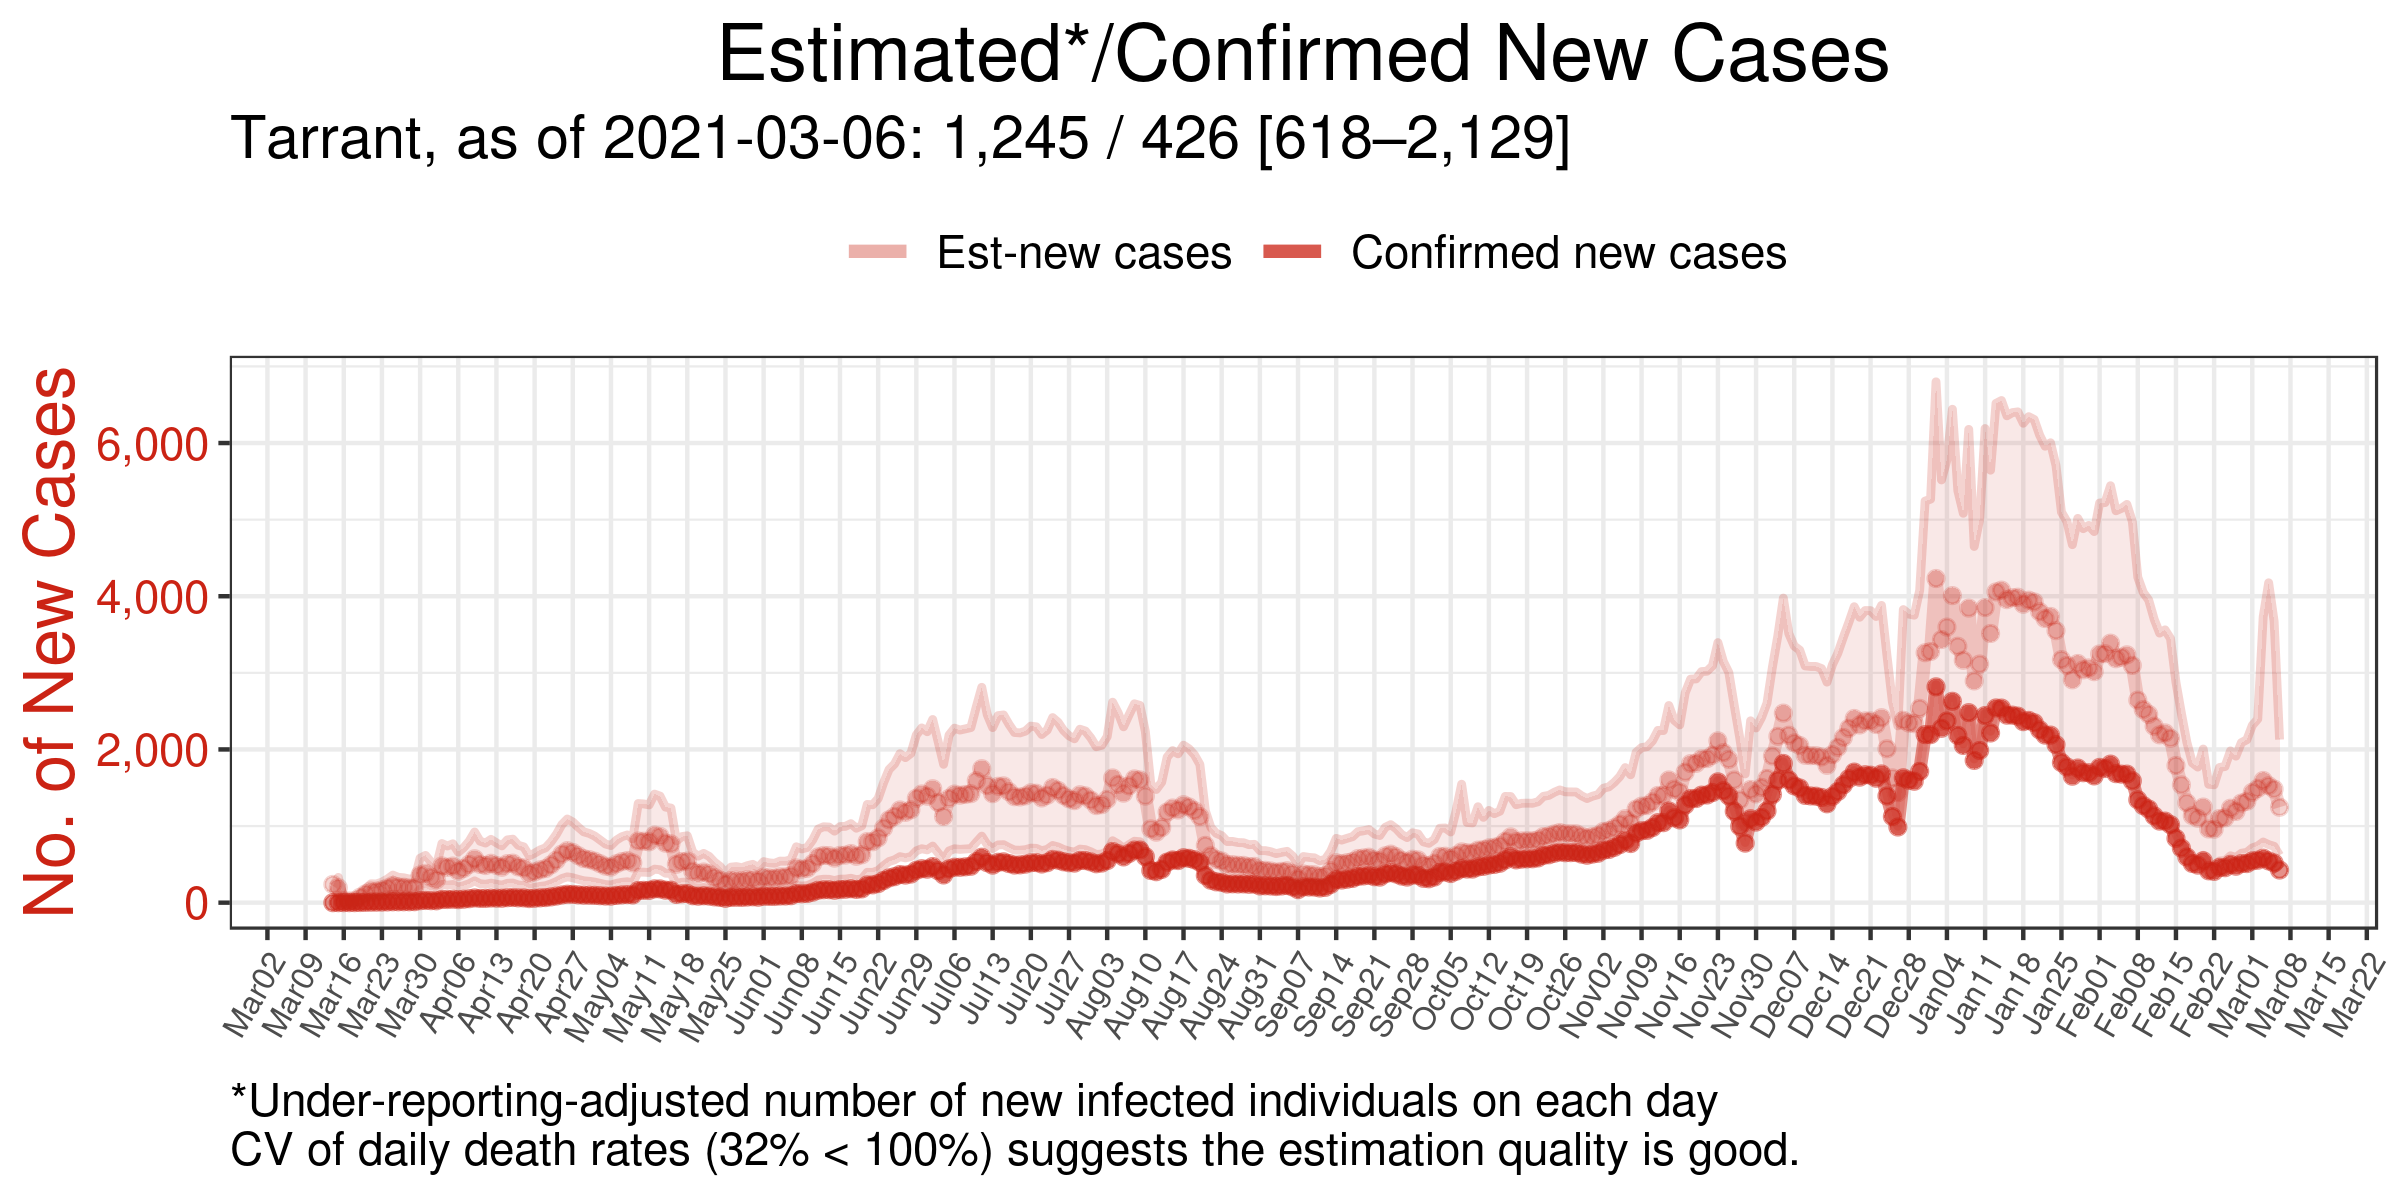 Estimated*/Confirmed New Cases
Tarrant, as of 2021-03-06: 1,245 / 426 [618–2,129]
Est-new cases Confirmed new cases
No. of New Cases
6,000
4,000
2,000
0
Mar02 Mar09 Mar16 Mar23 Mar30 Apr06 Apr13 Apr20 Apr27 May04 May11 May18 May25 Jun01 Jun08 Jun15 Jun22 Jun29 Jul06 Jul13 Jul20 Jul27 Aug03 Aug10 Aug17 Aug24 Aug31 Sep07 Sep14 Sep21 Sep28 Oct05 Oct12 Oct19 Oct26 Nov02 Nov09 Nov16 Nov23 Nov30 Dec07 Dec14 Dec21 Dec28 Jan04 Jan11 Jan18 Jan25 Feb01 Feb08 Feb15 Feb22 Mar01 Mar08 Mar15 Mar22
*Under-reporting-adjusted number of new infected individuals on each day
CV of daily death rates (32% < 100%) suggests the estimation quality is good.